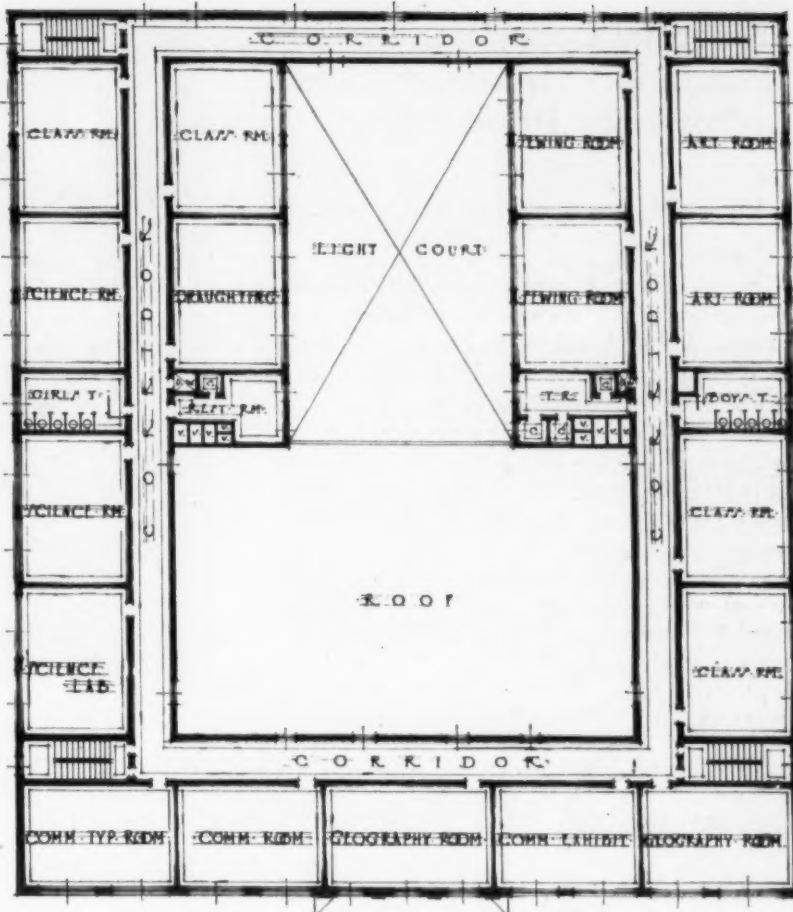 CORRIDOR
CLASS RM
CLASS RM
SEWING ROOM
ART ROOM
LIGHT COURT
CORRIDOR
CORRIDOR
SCIENCE RM
DRAUGHTING
SEWING ROOM
ART ROOM
GIRLS T
REST RM
T.R.
BOYS T
SCIENCE RM
CLASS RM
ROOF
SCIENCE
LAB
CLASS RM
CORRIDOR
COMM TYP ROOM
COMM ROOM
GEOGRAPHY ROOM
COMM EXHIBIT
GEOGRAPHY ROOM